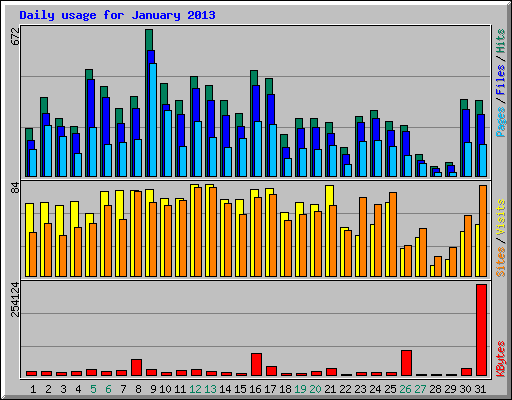 Daily usage for January 2013
672
84
254124
Pages / Files / Hits
Sites / Visits
KBytes
1 2 3 4 5 6 7 8 9 10 11 12 13 14 15 16 17 18 19 20 21 22 23 24 25 26 27 28 29 30 31